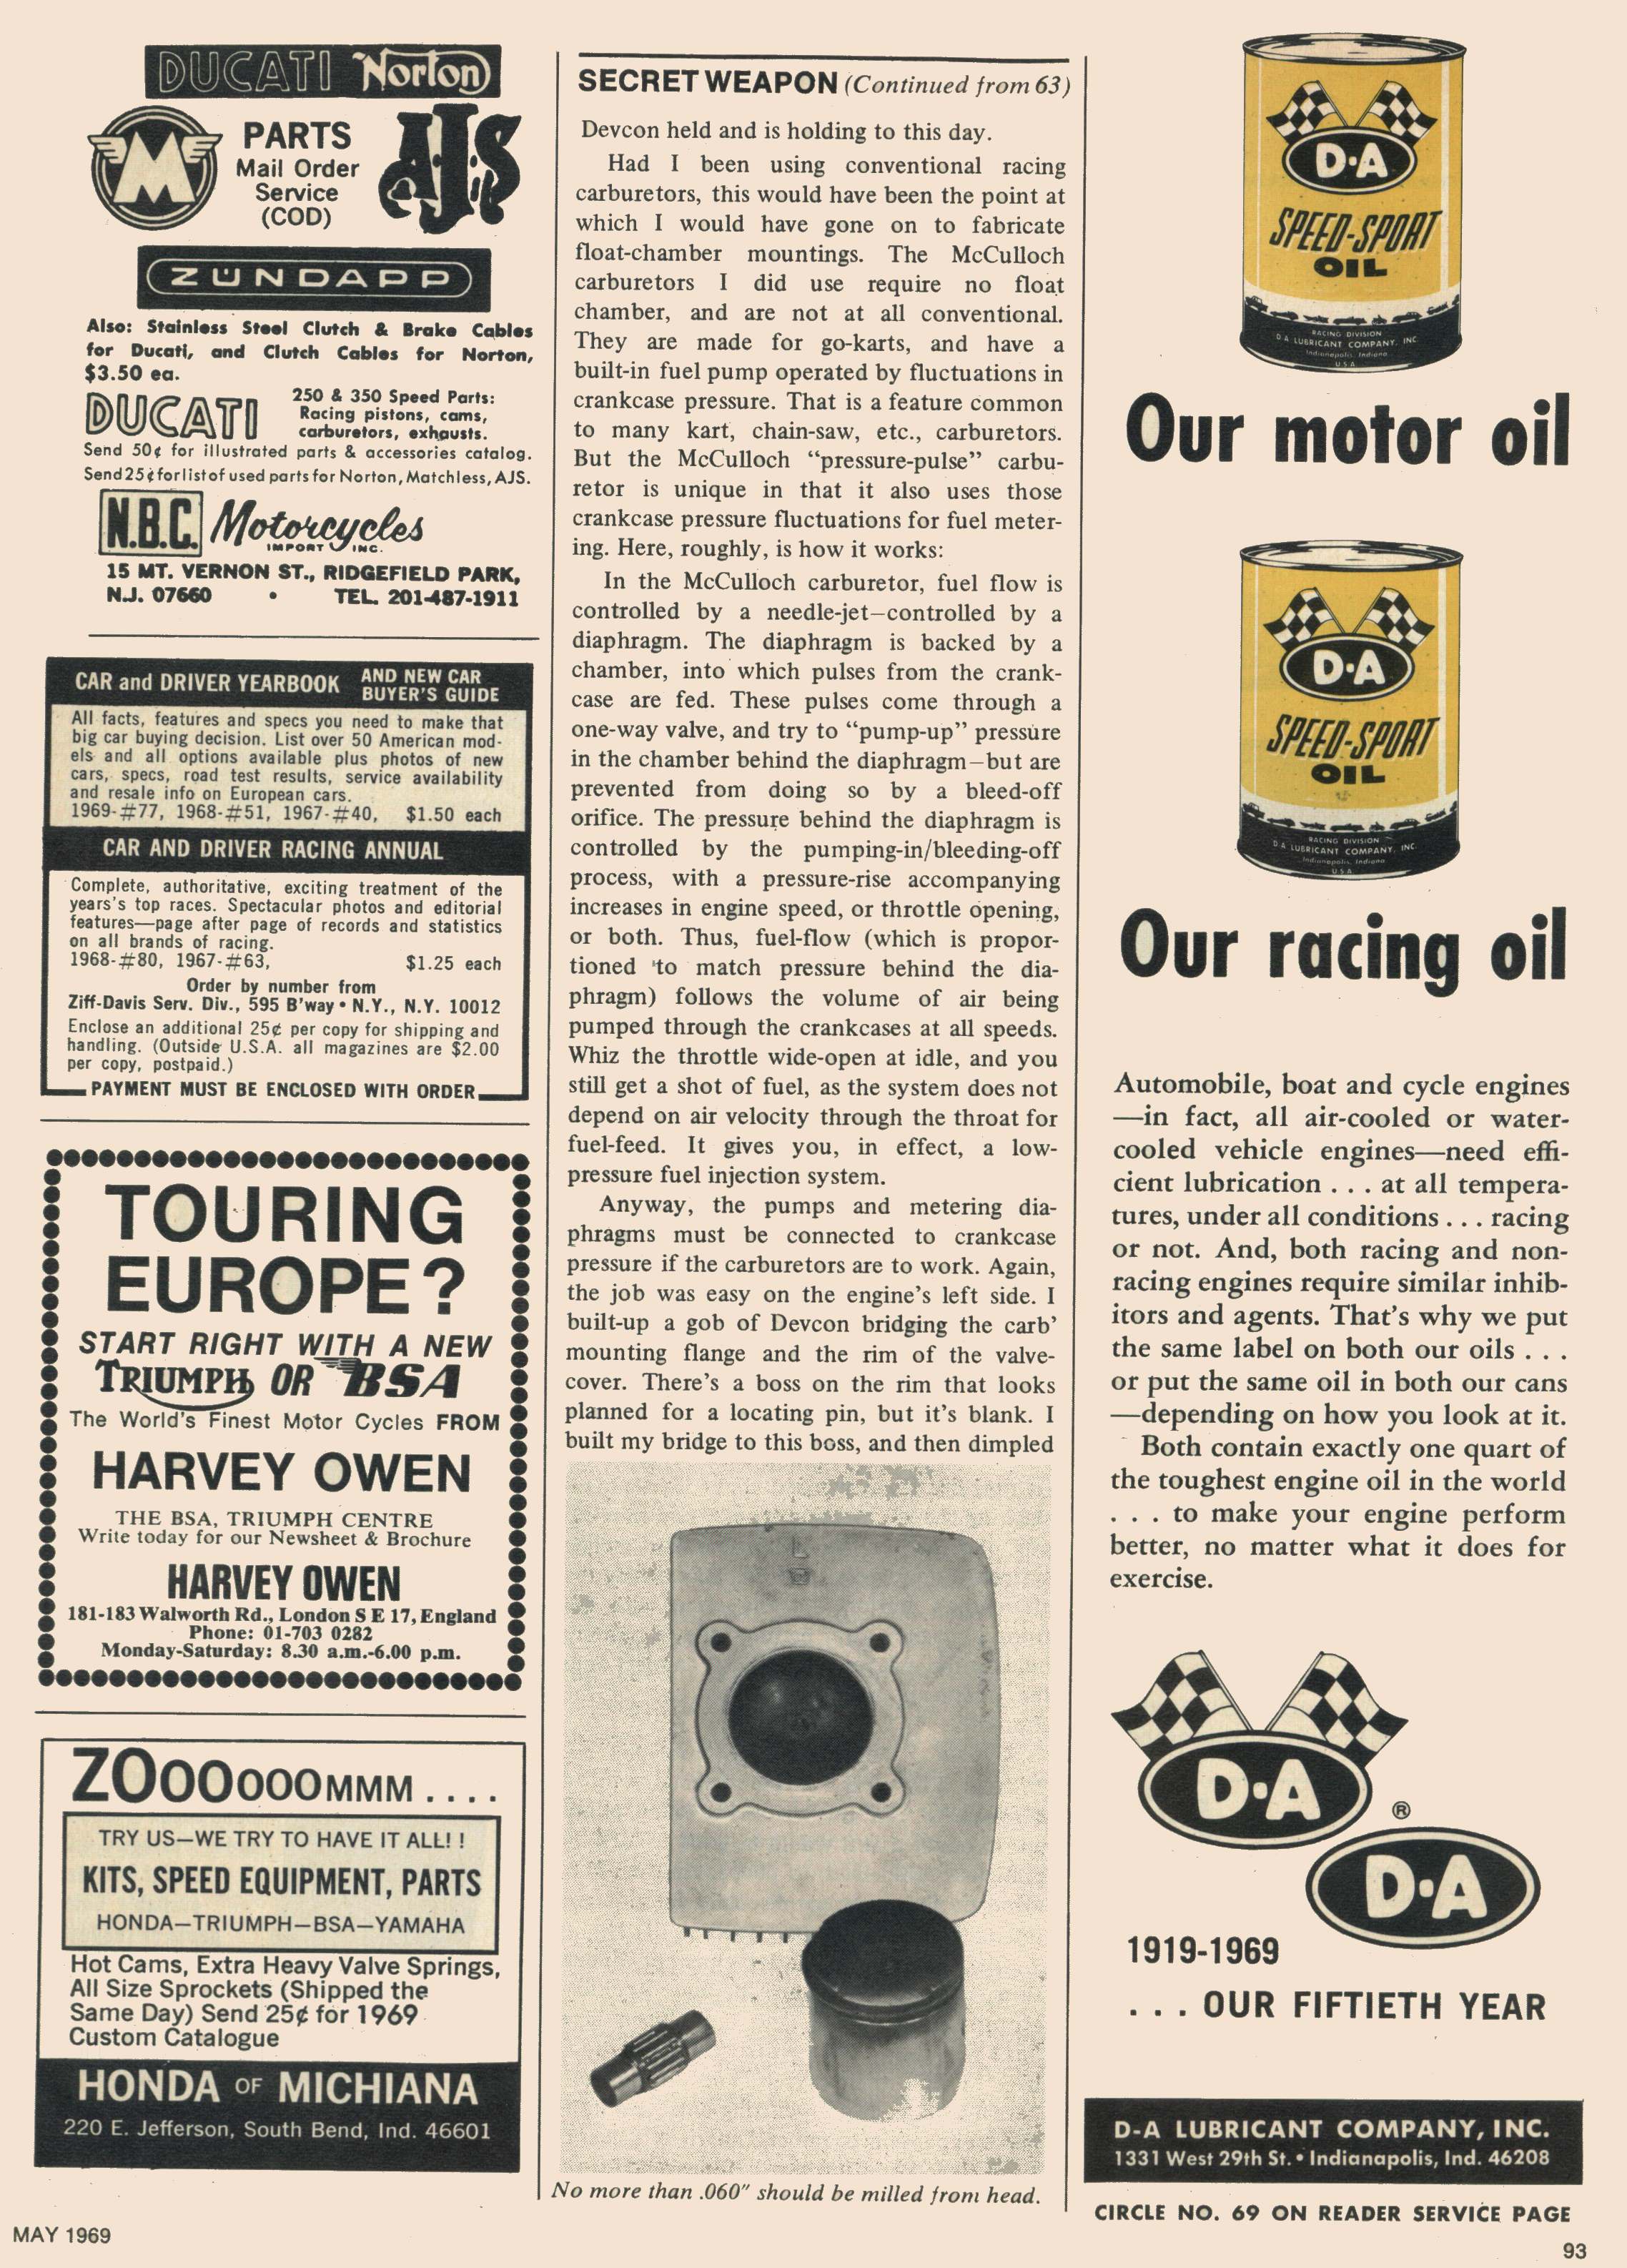 DUCATI Norton
M
PARTS
Mail Order
Service
(COD)
AJS
ZÜNDAPP
Also: Stainless Steel Clutch & Brake Cables
for Ducati, and Clutch Cables for Norton,
$3.50 ea.
DUCATI
250 & 350 Speed Parts:
Racing pistons, cams,
carburetors, exhausts.
Send 50¢ for illustrated parts & accessories catalog.
Send 25¢ for list of used parts for Norton, Matchless, AJS.
N.B.C. Motorcycles
IMPORT INC.
15 MT. VERNON ST., RIDGEFIELD PARK,
N.J. 07660 • TEL. 201-487-1911
CAR and DRIVER YEARBOOK AND NEW CAR
BUYER'S GUIDE
All facts, features and specs you need to make that
big car buying decision. List over 50 American mod-
els and all options available plus photos of new
cars, specs, road test results, service availability
and resale info on European cars.
1969-#77, 1968-#51, 1967-#40, $1.50 each
CAR AND DRIVER RACING ANNUAL
Complete, authoritative, exciting treatment of the
years's top races. Spectacular photos and editorial
features—page after page of records and statistics
on all brands of racing.
1968-#80, 1967-#63, $1.25 each
Order by number from
Ziff-Davis Serv. Div., 595 B'way • N.Y., N.Y. 10012
Enclose an additional 25¢ per copy for shipping and
handling. (Outside U.S.A. all magazines are $2.00
per copy, postpaid.)
PAYMENT MUST BE ENCLOSED WITH ORDER
TOURING
EUROPE?
START RIGHT WITH A NEW
TRIUMPH OR BSA
The World's Finest Motor Cycles FROM
HARVEY OWEN
THE BSA, TRIUMPH CENTRE
Write today for our Newsheet & Brochure
HARVEY OWEN
181-183 Walworth Rd., London S E 17, England
Phone: 01-703 0282
Monday-Saturday: 8.30 a.m.-6.00 p.m.
ZOooooooMMM....
TRY US—WE TRY TO HAVE IT ALL!!
KITS, SPEED EQUIPMENT, PARTS
HONDA—TRIUMPH—BSA—YAMAHA
Hot Cams, Extra Heavy Valve Springs,
All Size Sprockets (Shipped the
Same Day) Send 25¢ for 1969
Custom Catalogue
HONDA OF MICHIANA
220 E. Jefferson, South Bend, Ind. 46601
SECRET WEAPON (Continued from 63)
Devcon held and is holding to this day.
Had I been using conventional racing
carburetors, this would have been the point at
which I would have gone on to fabricate
float-chamber mountings. The McCulloch
carburetors I did use require no float
chamber, and are not at all conventional.
They are made for go-karts, and have a
built-in fuel pump operated by fluctuations in
crankcase pressure. That is a feature common
to many kart, chain-saw, etc., carburetors.
But the McCulloch "pressure-pulse" carbu-
retor is unique in that it also uses those
crankcase pressure fluctuations for fuel meter-
ing. Here, roughly, is how it works:
In the McCulloch carburetor, fuel flow is
controlled by a needle-jet—controlled by a
diaphragm. The diaphragm is backed by a
chamber, into which pulses from the crank-
case are fed. These pulses come through a
one-way valve, and try to "pump-up" pressure
in the chamber behind the diaphragm—but are
prevented from doing so by a bleed-off
orifice. The pressure behind the diaphragm is
controlled by the pumping-in/bleeding-off
process, with a pressure-rise accompanying
increases in engine speed, or throttle opening,
or both. Thus, fuel-flow (which is propor-
tioned to match pressure behind the dia-
phragm) follows the volume of air being
pumped through the crankcases at all speeds.
Whiz the throttle wide-open at idle, and you
still get a shot of fuel, as the system does not
depend on air velocity through the throat for
fuel-feed. It gives you, in effect, a low-
pressure fuel injection system.
Anyway, the pumps and metering dia-
phragms must be connected to crankcase
pressure if the carburetors are to work. Again,
the job was easy on the engine's left side. I
built-up a gob of Devcon bridging the carb'
mounting flange and the rim of the valve-
cover. There's a boss on the rim that looks
planned for a locating pin, but it's blank. I
built my bridge to this boss, and then dimpled
No more than .060" should be milled from head.
D·A
SPEED-SPORT
OIL
RACING DIVISION
D-A LUBRICANT COMPANY, INC.
Indianapolis, Indiana
U.S.A.
Our motor oil
D·A
SPEED-SPORT
OIL
RACING DIVISION
D-A LUBRICANT COMPANY, INC.
Indianapolis, Indiana
U.S.A.
Our racing oil
Automobile, boat and cycle engines
—in fact, all air-cooled or water-
cooled vehicle engines—need effi-
cient lubrication . . . at all tempera-
tures, under all conditions . . . racing
or not. And, both racing and non-
racing engines require similar inhib-
itors and agents. That's why we put
the same label on both our oils . . .
or put the same oil in both our cans
—depending on how you look at it.
Both contain exactly one quart of
the toughest engine oil in the world
. . . to make your engine perform
better, no matter what it does for
exercise.
D·A
®
D·A
1919-1969
. . . OUR FIFTIETH YEAR
D-A LUBRICANT COMPANY, INC.
1331 West 29th St. • Indianapolis, Ind. 46208
CIRCLE NO. 69 ON READER SERVICE PAGE
MAY 1969
93